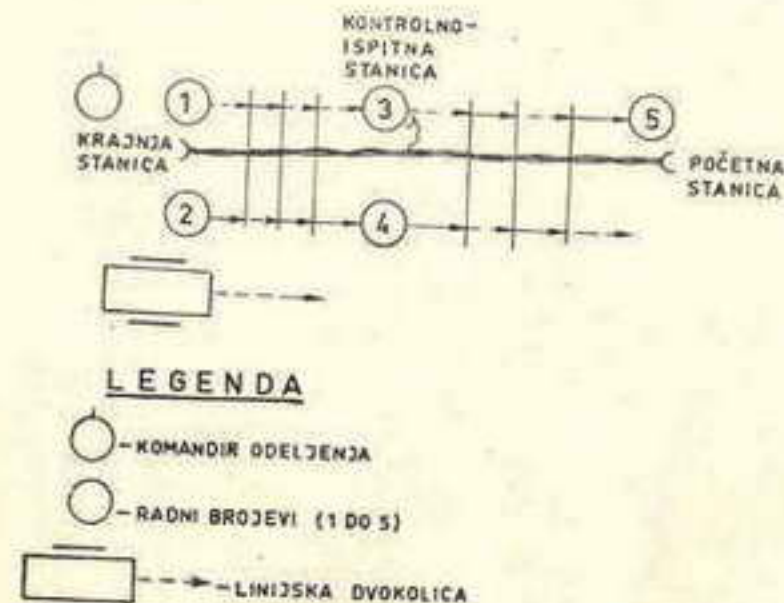 KONTROLNO-
ISPITNA
STANICA
1
3
5
KRAJNJA
STANICA
POČETNA
STANICA
2
4
LEGENDA
-KOMANDIR ODELJENJA
-RADNI BROJEVI (1 DO 5)
-LINIJSKA DVOKOLICA